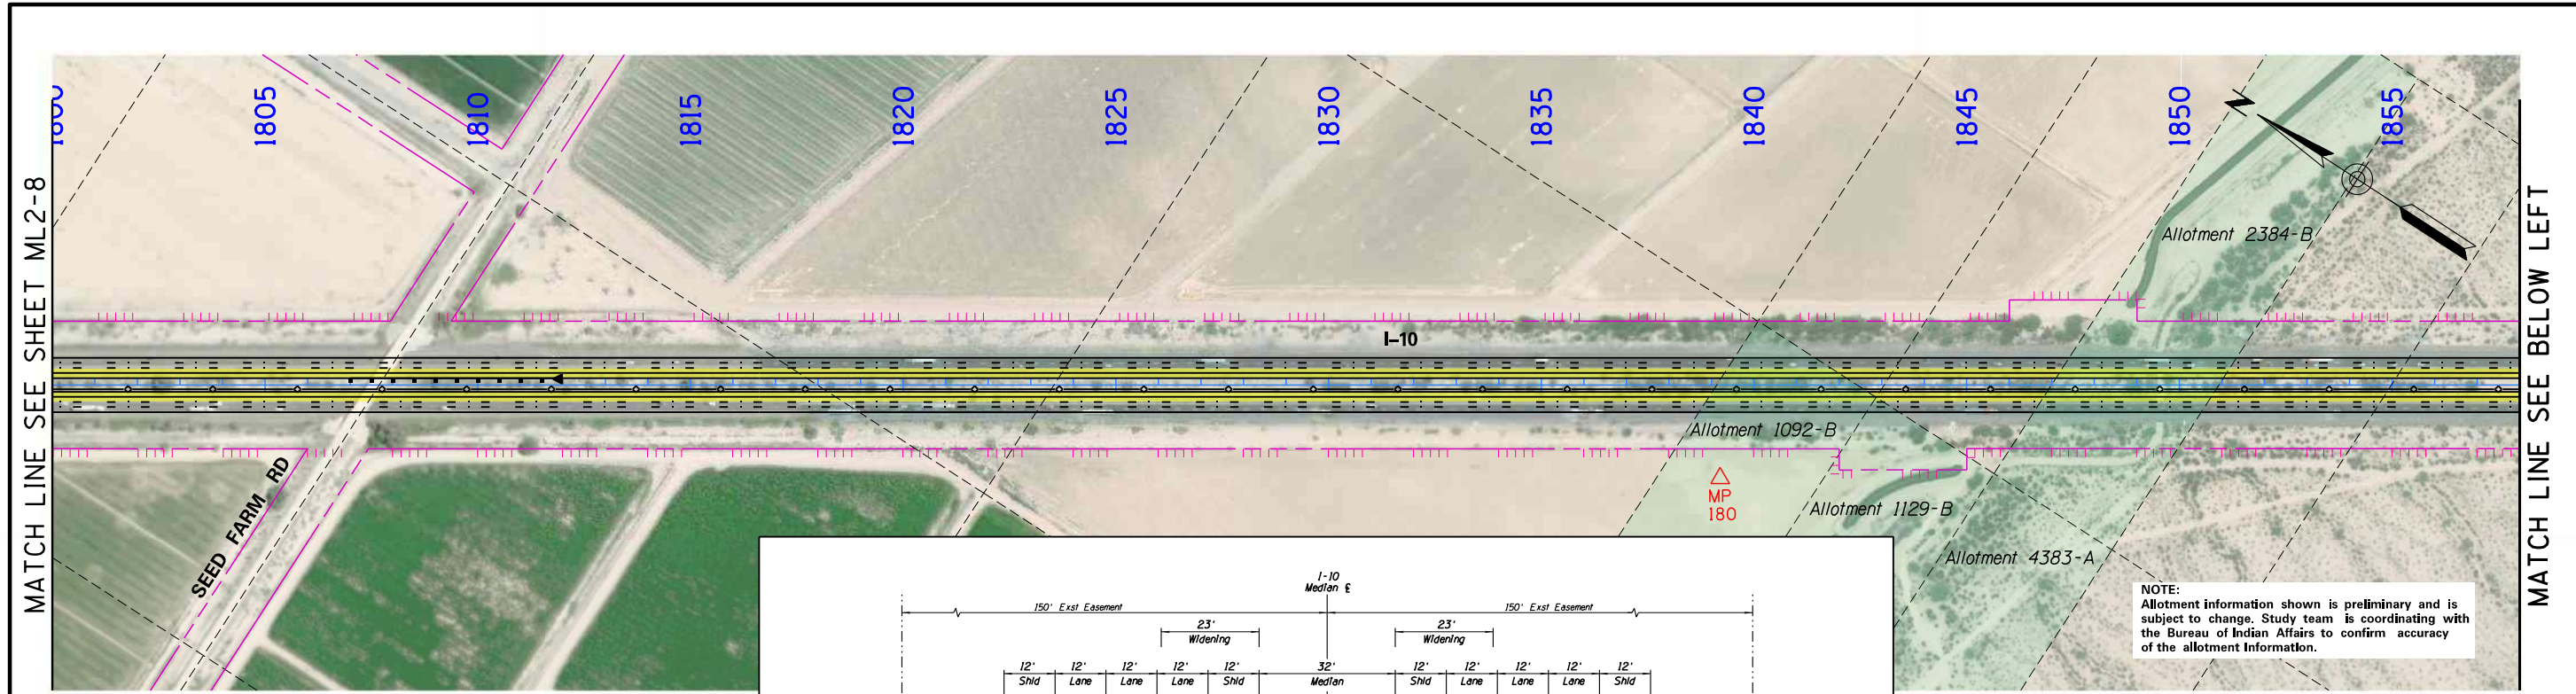 MATCH LINE SEE SHEET ML2-8
1800
1805
1810
1815
1820
1825
1830
1835
1840
1845
1850
1855
N
Allotment 2384-B
MATCH LINE SEE BELOW LEFT
I-10
Allotment 1092-B
SEED FARM RD
MP
180
Allotment 1129-B
Allotment 4383-A
I-10
Median ℄
150' Exst Easement
150' Exst Easement
23'
Widening
23'
Widening
12' 12' 12' 12' 12' 32' 12' 12' 12' 12' 12'
Shld Lane Lane Lane Shld Median Shld Lane Lane Lane Shld
NOTE:
Allotment information shown is preliminary and is
subject to change. Study team is coordinating with
the Bureau of Indian Affairs to confirm accuracy
of the allotment Information.